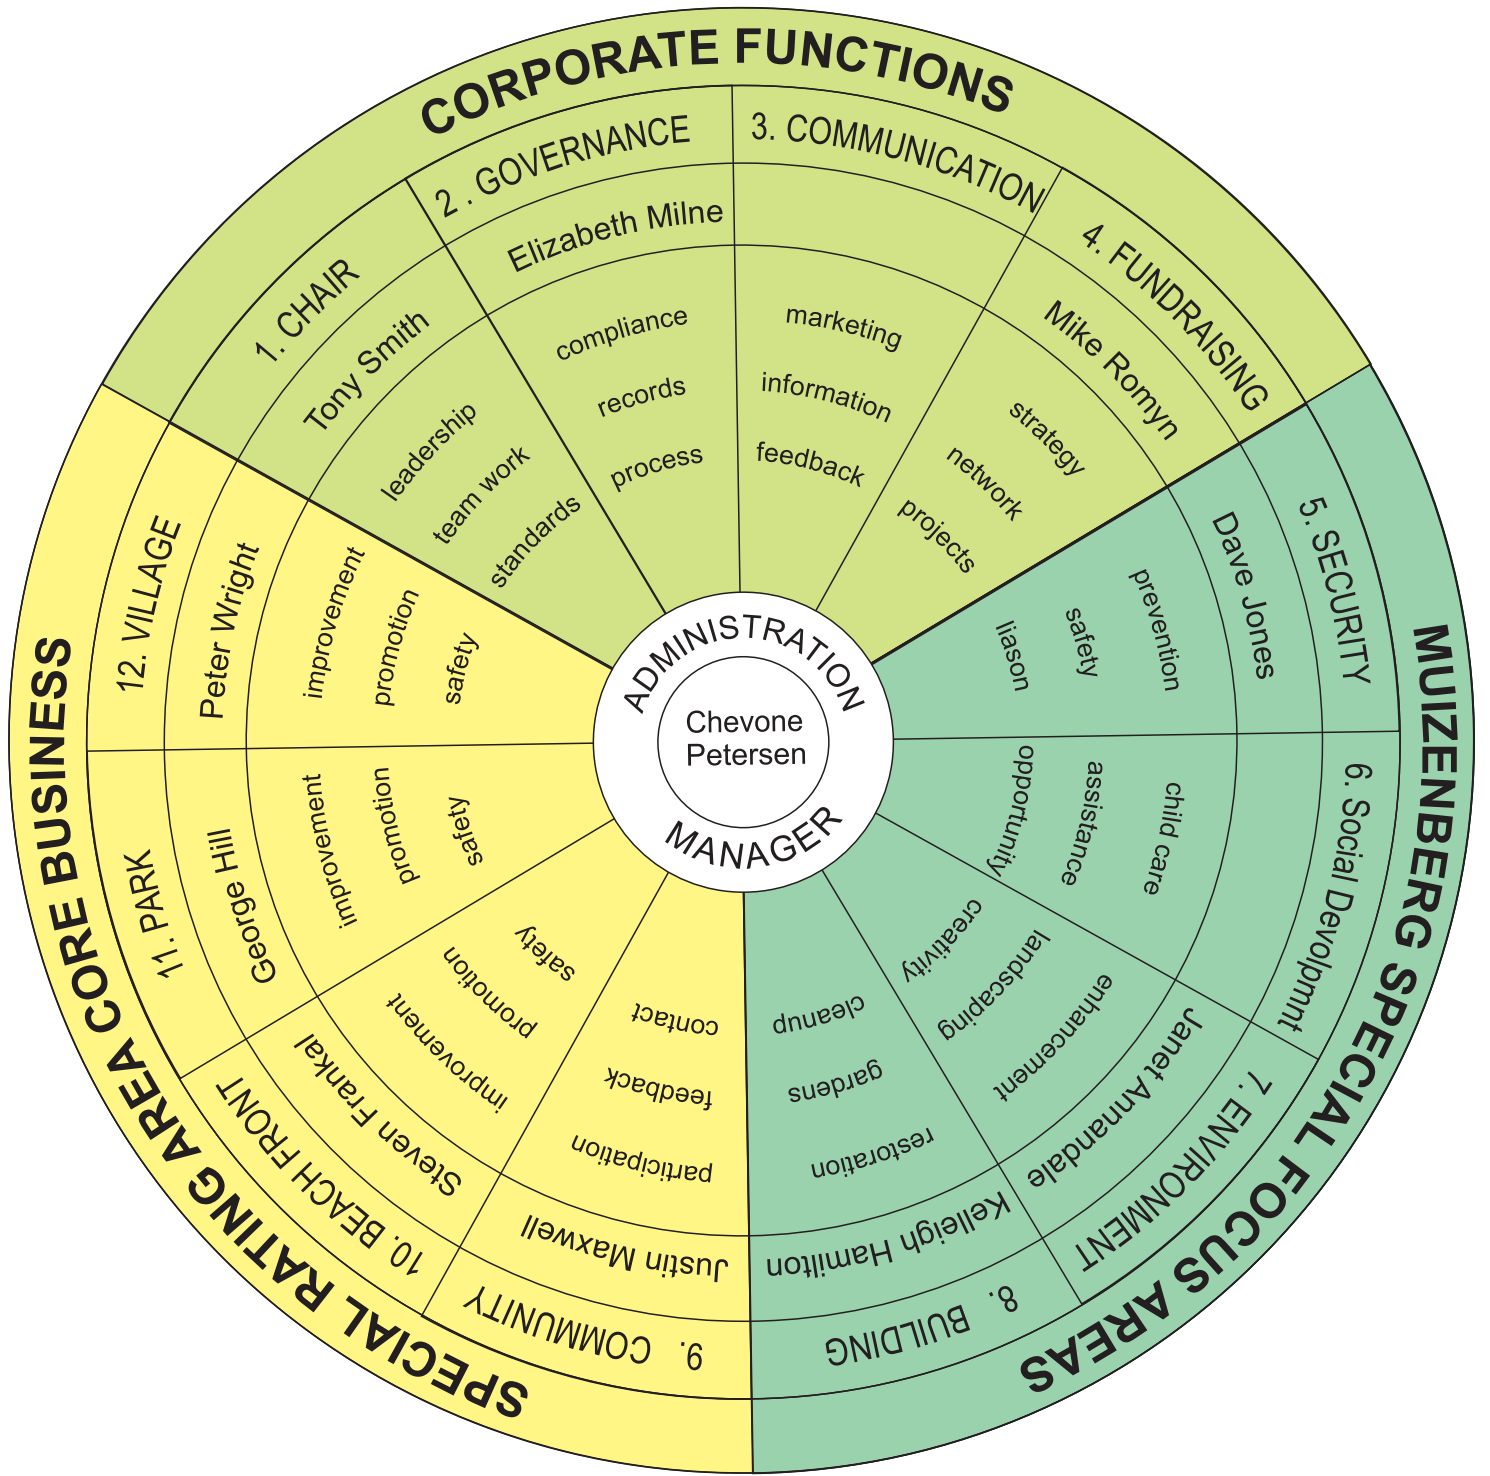 CORPORATE FUNCTIONS
1. CHAIR
Tony Smith
leadership
team work
standards
2 . GOVERNANCE
Elizabeth Milne
compliance
records
process
3. COMMUNICATION
marketing
information
feedback
4. FUNDRAISING
Mike Romyn
strategy
network
projects
MUIZENBERG SPECIAL FOCUS AREAS
5. SECURITY
Dave Jones
prevention
safety
liason
6. Social Devolpmnt
child care
assistance
opportunity
7. ENVIRONMENT
Janet Annandale
enhancement
landscaping
creativity
8. BUILDING
Kelleigh Hamilton
restoration
gardens
cleanup
SPECIAL RATING AREA CORE BUSINESS
9. COMMUNITY
Justin Maxwell
participation
feedback
contact
10. BEACH FRONT
Steven Frankal
improvement
promotion
safety
11. PARK
George Hill
improvement
promotion
safety
12. VILLAGE
Peter Wright
improvement
promotion
safety
ADMINISTRATION
Chevone
Petersen
MANAGER